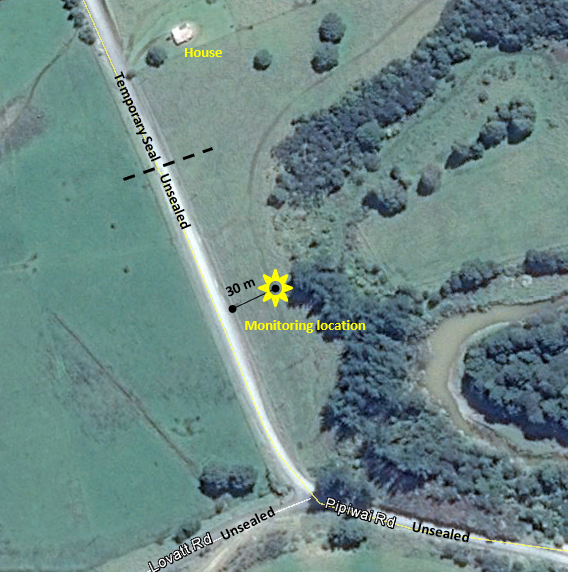 House
Temporary Seal
Unsealed
30 m
Monitoring location
Pipiwai Rd
Unsealed
Lovatt Rd
Unsealed